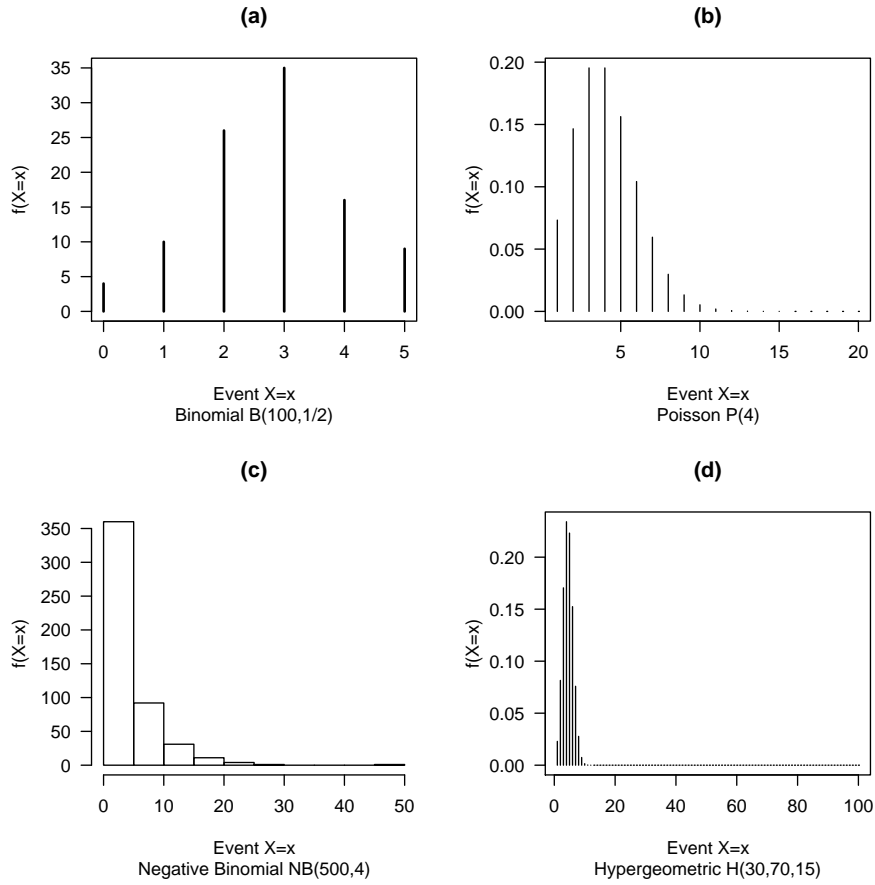 (a)
35
30
25
20
15
10
5
0
f(X=x)
0 1 2 3 4 5
Event X=x
Binomial B(100,1/2)
(b)
0.20
0.15
0.10
0.05
0.00
f(X=x)
5 10 15 20
Event X=x
Poisson P(4)
(c)
350
300
250
200
150
100
50
0
f(X=x)
0 10 20 30 40 50
Event X=x
Negative Binomial NB(500,4)
(d)
0.20
0.15
0.10
0.05
0.00
f(X=x)
0 20 40 60 80 100
Event X=x
Hypergeometric H(30,70,15)